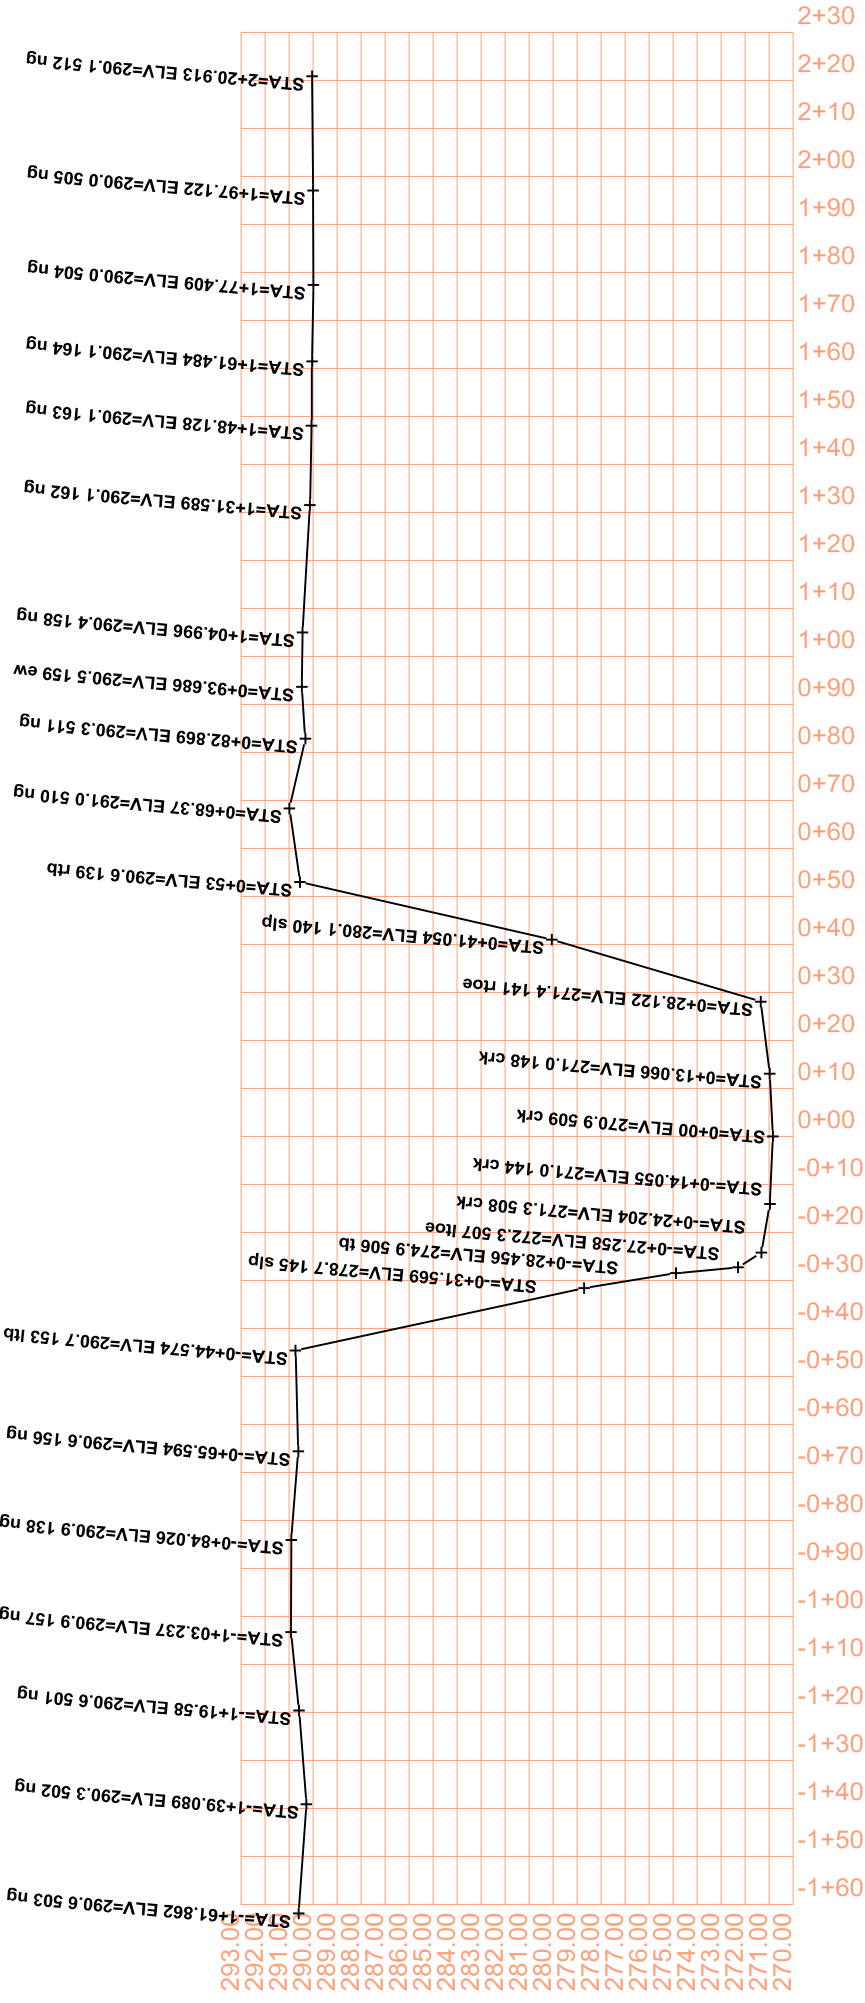 2+30
2+20
2+10
2+00
1+90
1+80
1+70
1+60
1+50
1+40
1+30
1+20
1+10
1+00
0+90
0+80
0+70
0+60
0+50
0+40
0+30
0+20
0+10
0+00
-0+10
-0+20
-0+30
-0+40
-0+50
-0+60
-0+70
-0+80
-0+90
-1+00
-1+10
-1+20
-1+30
-1+40
-1+50
-1+60
STA=2+20.913 ELV=290.1 512 ng
STA=1+97.122 ELV=290.0 505 ng
STA=1+77.409 ELV=290.0 504 ng
STA=1+61.484 ELV=290.1 164 ng
STA=1+48.128 ELV=290.1 163 ng
STA=1+31.589 ELV=290.1 162 ng
STA=1+04.996 ELV=290.4 158 ng
STA=0+93.686 ELV=290.5 159 ew
STA=0+82.869 ELV=290.3 511 ng
STA=0+68.37 ELV=291.0 510 ng
STA=0+53 ELV=290.6 139 rtb
STA=0+41.054 ELV=280.1 140 slp
STA=0+28.122 ELV=271.4 141 rtoe
STA=0+13.066 ELV=271.0 148 crk
STA=0+00 ELV=270.9 509 crk
STA=-0+14.055 ELV=271.0 144 crk
STA=-0+24.204 ELV=271.3 508 crk
STA=-0+27.258 ELV=272.3 507 ltoe
STA=-0+28.456 ELV=274.9 506 tb
STA=-0+31.569 ELV=278.7 145 slp
STA=-0+44.574 ELV=290.7 153 ltb
STA=-0+65.594 ELV=290.6 156 ng
STA=-0+84.026 ELV=290.9 138 ng
STA=-1+03.237 ELV=290.9 157 ng
STA=-1+19.58 ELV=290.6 501 ng
STA=-1+39.089 ELV=290.3 502 ng
STA=-1+61.862 ELV=290.6 503 ng
293.00
292.00
291.00
290.00
289.00
288.00
287.00
286.00
285.00
284.00
283.00
282.00
281.00
280.00
279.00
278.00
277.00
276.00
275.00
274.00
273.00
272.00
271.00
270.00